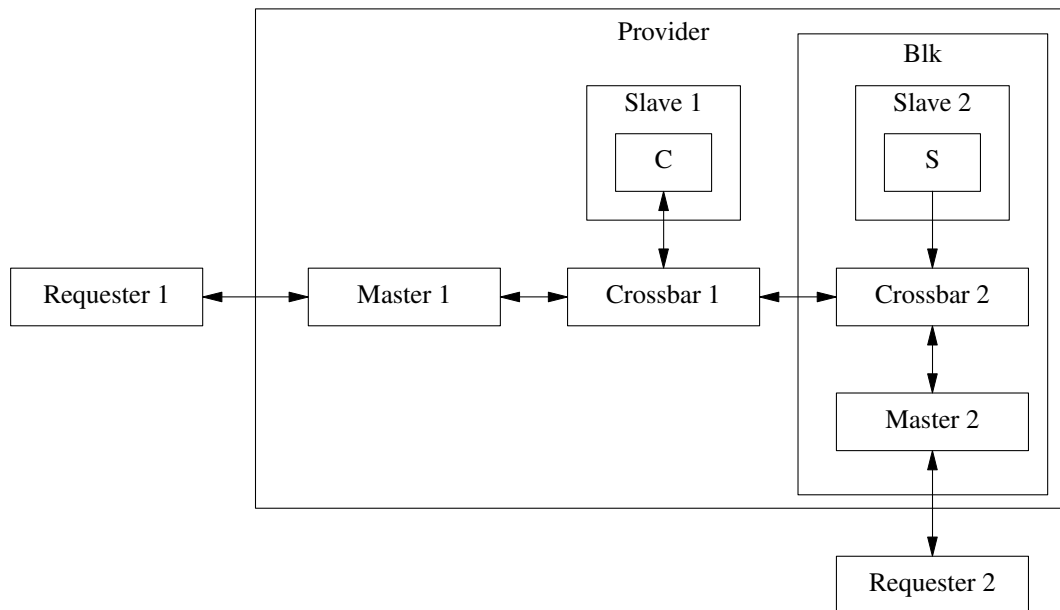 Provider
Blk
Slave 1
Slave 2
C
S
Requester 1
Master 1
Crossbar 1
Crossbar 2
Master 2
Requester 2